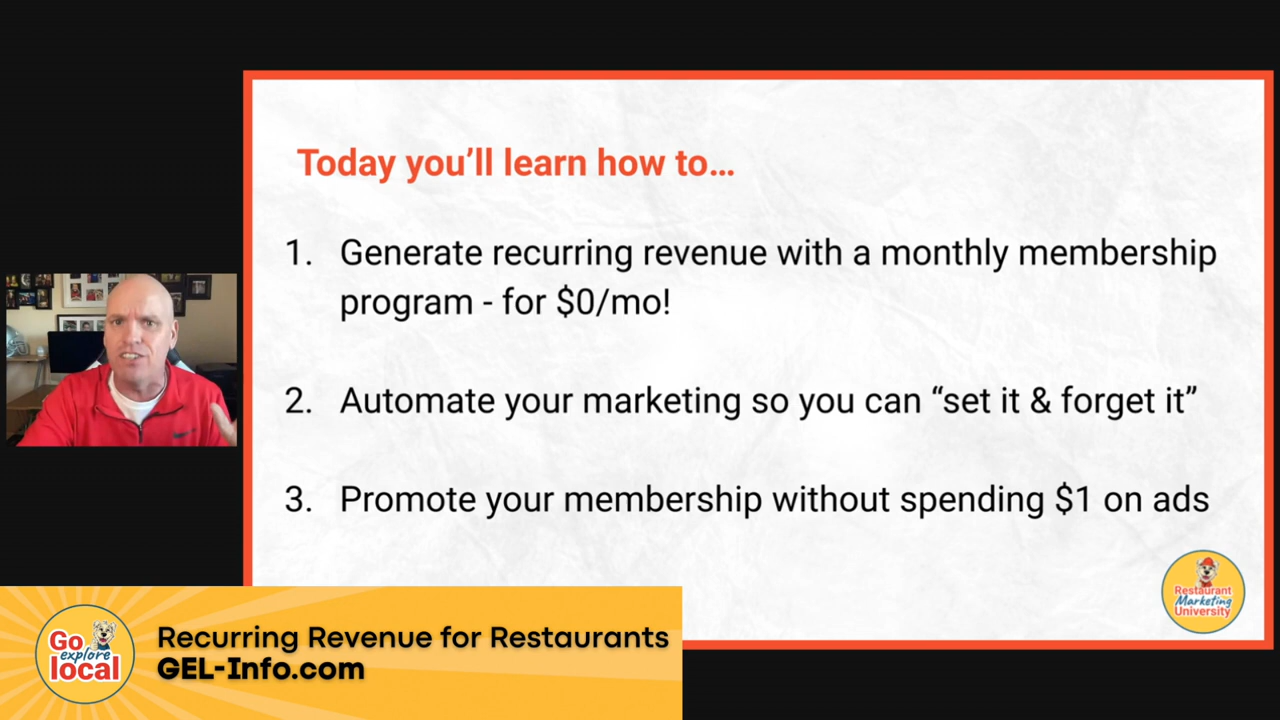 Today you’ll learn how to...
1. Generate recurring revenue with a monthly membership
program - for $0/mo!
2. Automate your marketing so you can “set it & forget it”
3. Promote your membership without spending $1 on ads
Restaurant
Marketing
University
Go
explore
local
Recurring Revenue for Restaurants
GEL-Info.com